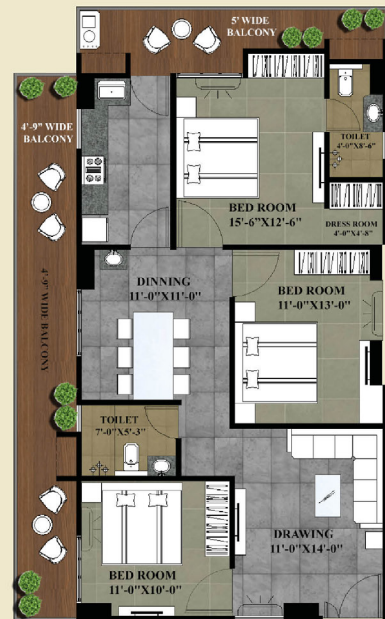 5' WIDE
BALCONY
4'-9" WIDE
BALCONY
TOILET
4'-0"X8'-6"
BED ROOM
15'-6"X12'-6"
DRESS ROOM
4'-0"X4'-8"
DINNING
11'-0"X11'-0"
BED ROOM
11'-0"X13'-0"
4'-9" WIDE BALCONY
TOILET
7'-0"X5'-3"
DRAWING
11'-0"X14'-0"
BED ROOM
11'-0"X10'-0"